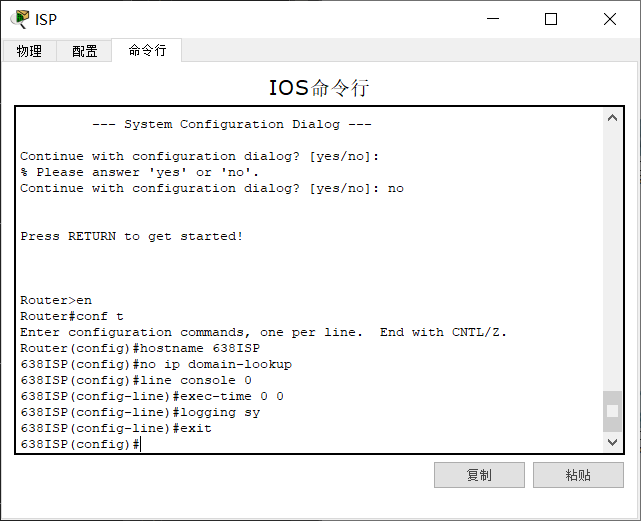 ISP
物理 配置 命令行
IOS命令行
--- System Configuration Dialog ---
Continue with configuration dialog? [yes/no]:
% Please answer 'yes' or 'no'.
Continue with configuration dialog? [yes/no]: no
Press RETURN to get started!
Router>en
Router#conf t
Enter configuration commands, one per line.  End with CNTL/Z.
Router(config)#hostname 638ISP
638ISP(config)#no ip domain-lookup
638ISP(config)#line console 0
638ISP(config-line)#exec-time 0 0
638ISP(config-line)#logging sy
638ISP(config-line)#exit
638ISP(config)#
复制 粘贴